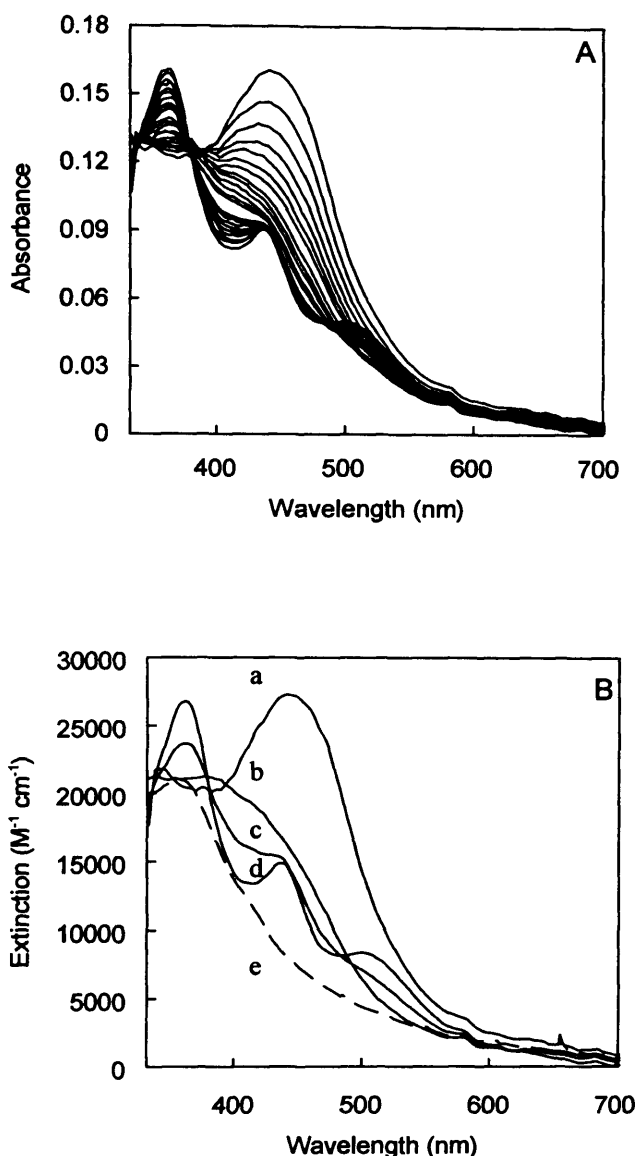 A
0.18
0.15
0.12
0.09
0.06
0.03
0
Absorbance
400 500 600 700
Wavelength (nm)
B
30000
25000
20000
15000
10000
5000
0
Extinction (M⁻¹ cm⁻¹)
a
b
c
d
e
400 500 600 700
Wavelength (nm)